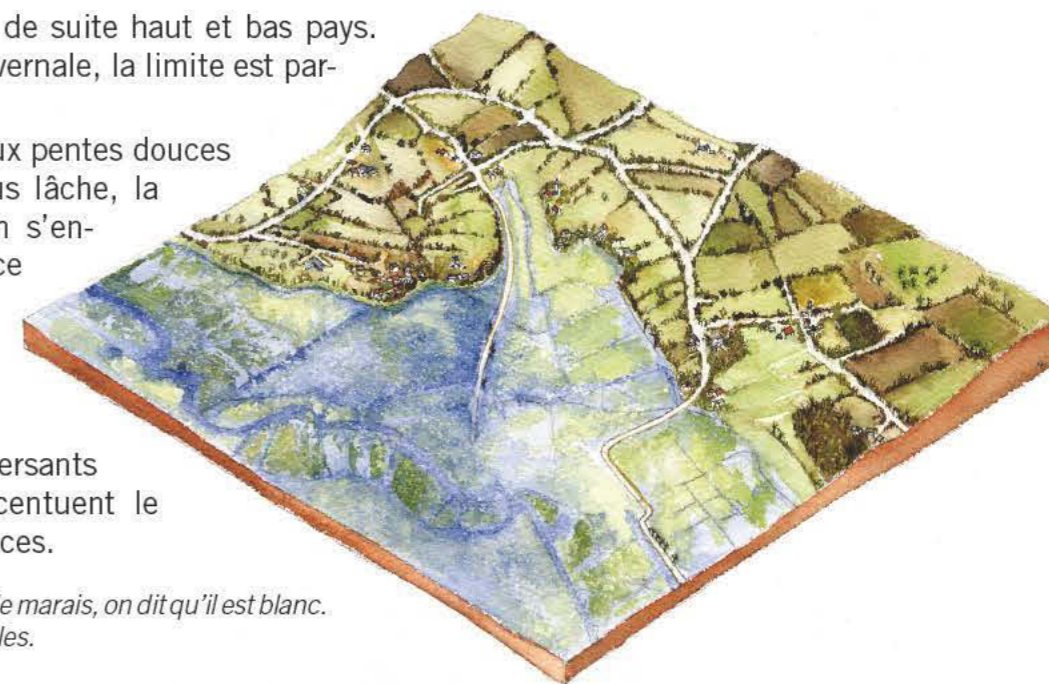 de suite haut et bas pays.
vernale, la limite est par-
ux pentes douces
us lâche, la
n s'en-
ce
ersants
centuent le
ces.
le marais, on dit qu'il est blanc.
les.